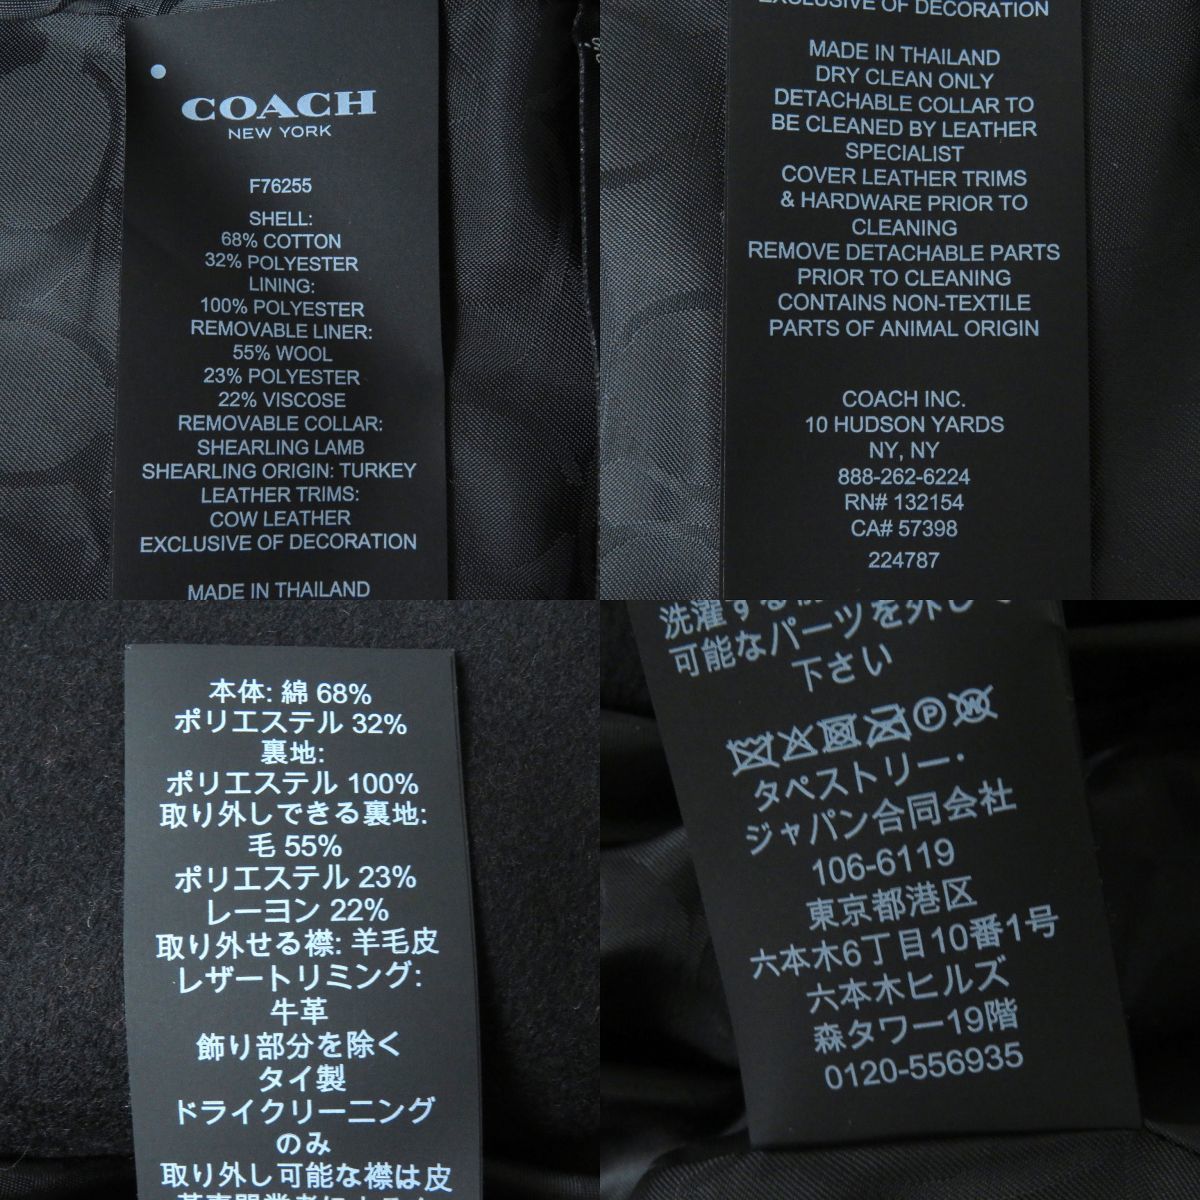 COACH
NEW YORK
F76255
SHELL:
68% COTTON
32% POLYESTER
LINING:
100% POLYESTER
REMOVABLE LINER:
55% WOOL
23% POLYESTER
22% VISCOSE
REMOVABLE COLLAR:
SHEARLING LAMB
SHEARLING ORIGIN: TURKEY
LEATHER TRIMS:
COW LEATHER
EXCLUSIVE OF DECORATION
MADE IN THAILAND
EXCLUSIVE OF DECORATION
MADE IN THAILAND
DRY CLEAN ONLY
DETACHABLE COLLAR TO
BE CLEANED BY LEATHER
SPECIALIST
COVER LEATHER TRIMS
& HARDWARE PRIOR TO
CLEANING
REMOVE DETACHABLE PARTS
PRIOR TO CLEANING
CONTAINS NON-TEXTILE
PARTS OF ANIMAL ORIGIN
COACH INC.
10 HUDSON YARDS
NY, NY
888-262-6224
RN# 132154
CA# 57398
224787
本体: 綿 68%
ポリエステル 32%
裏地:
ポリエステル 100%
取り外しできる裏地:
毛 55%
ポリエステル 23%
レーヨン 22%
取り外せる襟: 羊毛皮
レザートリミング:
牛革
飾り部分を除く
タイ製
ドライクリーニング
のみ
取り外し可能な襟は皮
洗濯する
可能なパーツを外して
下さい
P W
タペストリー・
ジャパン合同会社
106-6119
東京都港区
六本木6丁目10番1号
六本木ヒルズ
森タワー19階
0120-556935